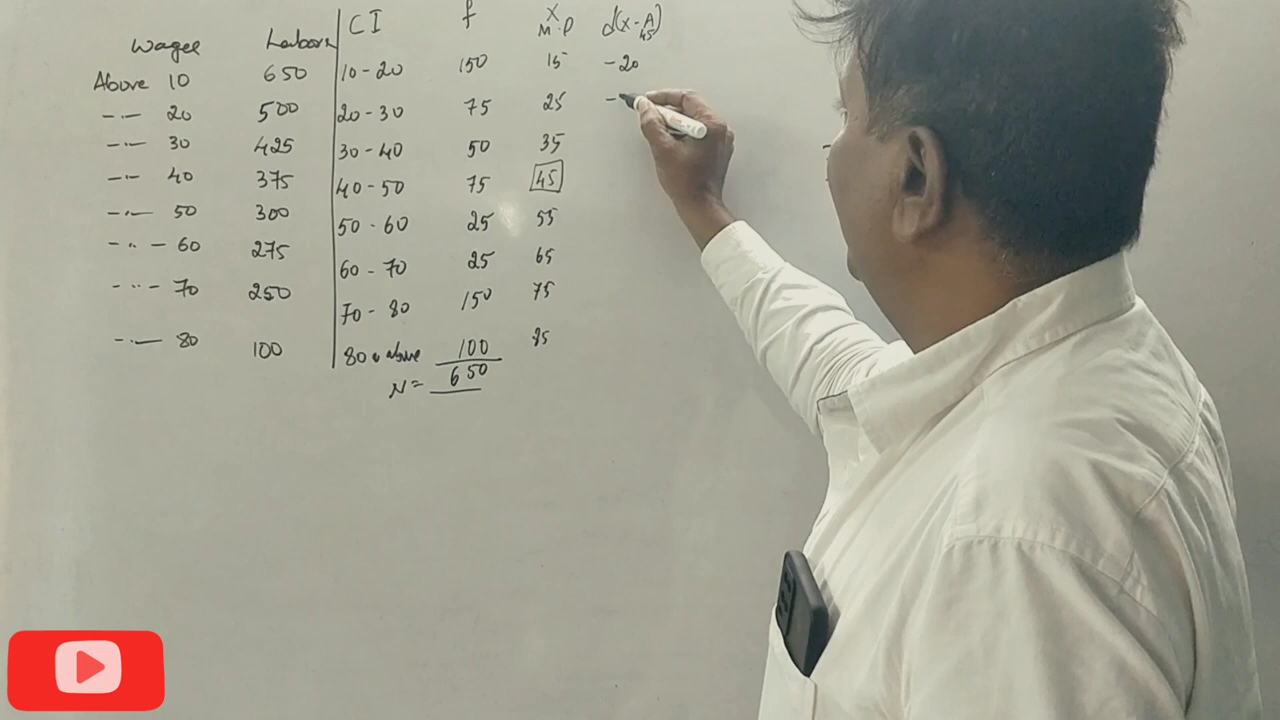 Wages Labors CI f X M.P d(x-A) 45
Above 10 650 10-20 150 15 -20
-"- 20 500 20-30 75 25 -
-"- 30 425 30-40 50 35
-"- 40 375 40-50 75 45
-"- 50 300 50-60 25 55
-"- 60 275 60-70 25 65
-"- 70 250 70-80 150 75
-"- 80 100 80 & above 100 85
N = 650